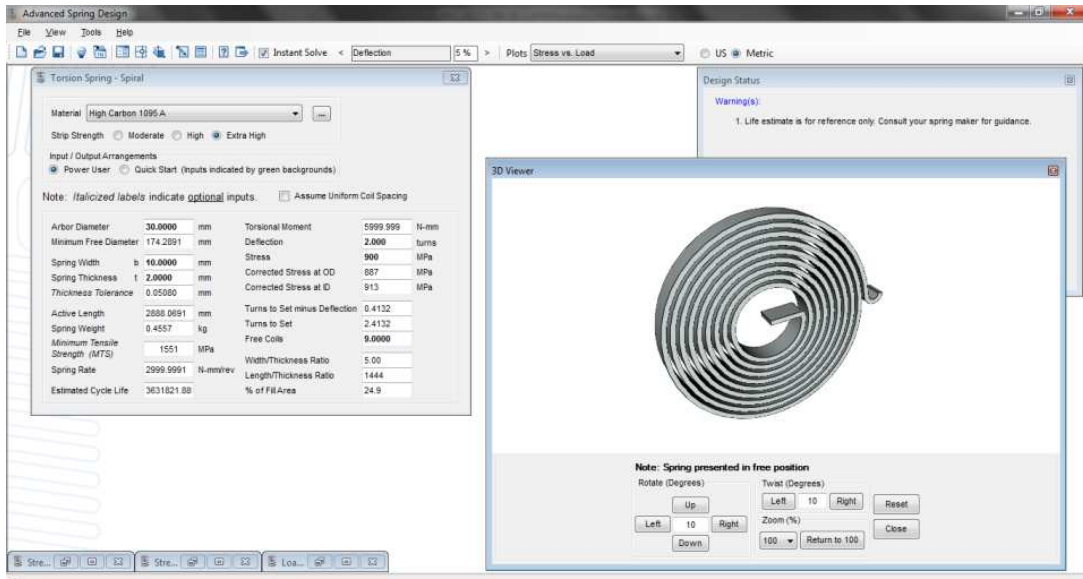 Advanced Spring Design
File View Tools Help
Instant Solve < Deflection 5 % > Plots Stress vs. Load US Metric
Torsion Spring - Spiral
Material High Carbon 1095 A ...
Strip Strength Moderate High Extra High
Input / Output Arrangements
Power User Quick Start (Inputs indicated by green backgrounds)
Note: Italicized labels indicate optional inputs. Assume Uniform Coil Spacing
Arbor Diameter 30.0000 mm Torsional Moment 5999.999 N-mm
Minimum Free Diameter 174.2891 mm Deflection 2.000 turns
Spring Width b 10.0000 mm Stress 900 MPa
Spring Thickness t 2.0000 mm Corrected Stress at OD 887 MPa
Thickness Tolerance 0.05080 mm Corrected Stress at ID 913 MPa
Active Length 2888.0691 mm Turns to Set minus Deflection 0.4132
Spring Weight 0.4557 kg Turns to Set 2.4132
Minimum Tensile Strength (MTS) 1551 MPa Free Coils 9.0000
Width/Thickness Ratio 5.00
Spring Rate 2999.9991 N-mm/rev Length/Thickness Ratio 1444
Estimated Cycle Life 3631821.88 % of Fill Area 24.9
Design Status
Warning(s):
1. Life estimate is for reference only. Consult your spring maker for guidance.
3D Viewer
Note: Spring presented in free position
Rotate (Degrees) Twist (Degrees)
Up Left 10 Right Reset
Left 10 Right Zoom (%) Close
Down 100 Return to 100
Stre... Stre... Loa...